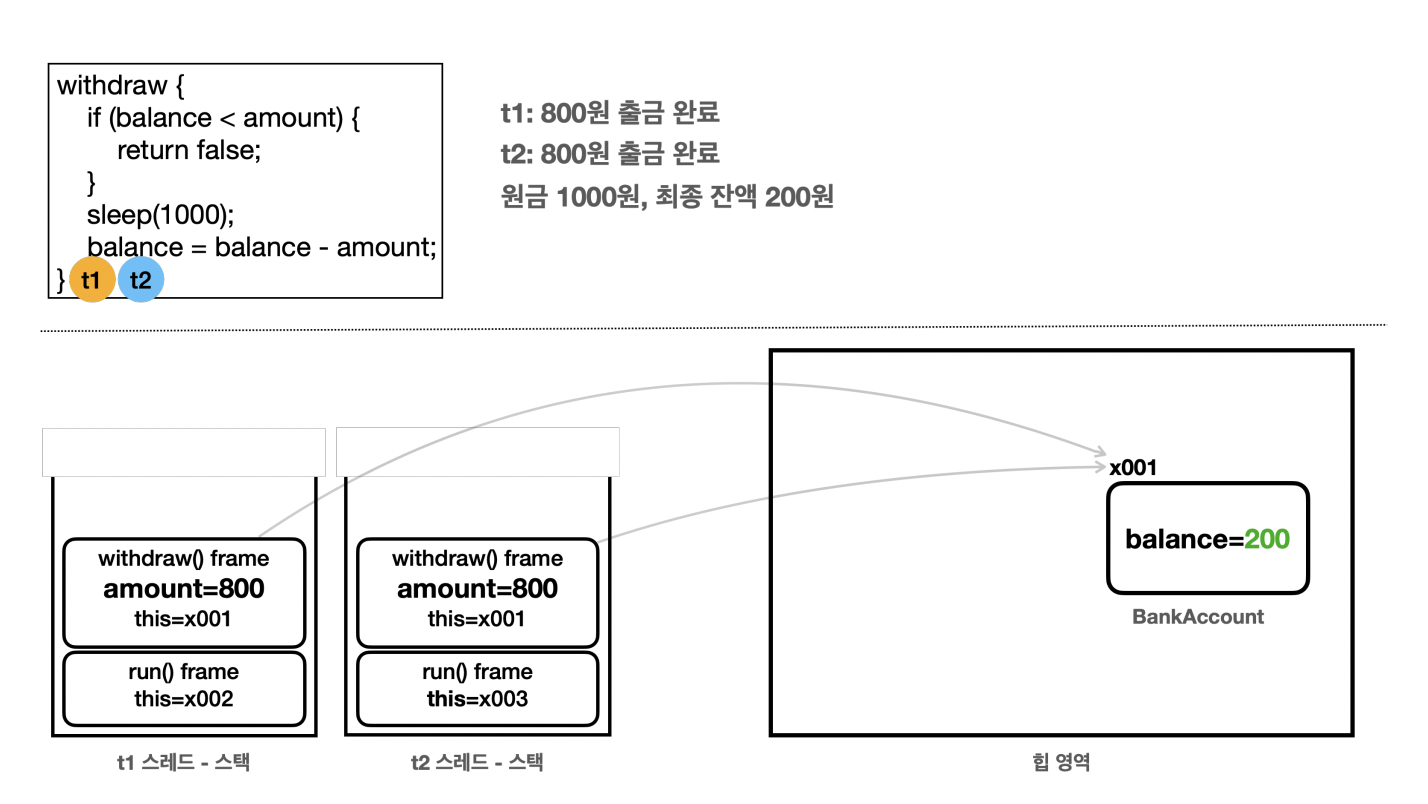 withdraw {
if (balance < amount) {
return false;
}
sleep(1000);
balance = balance - amount;
} t1 t2
t1: 800원 출금 완료
t2: 800원 출금 완료
원금 1000원, 최종 잔액 200원
withdraw() frame
amount=800
this=x001
run() frame
this=x002
t1 스레드 - 스택
withdraw() frame
amount=800
this=x001
run() frame
this=x003
t2 스레드 - 스택
x001
balance=200
BankAccount
힙 영역